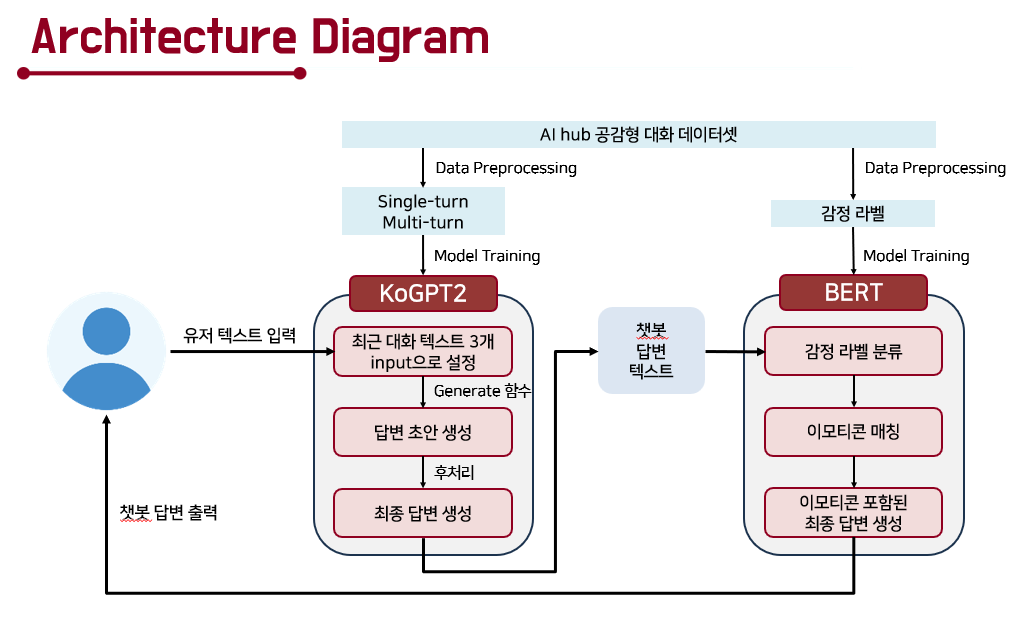 Architecture Diagram
AI hub 공감형 대화 데이터셋
Data Preprocessing
Data Preprocessing
Single-turn
Multi-turn
감정 라벨
Model Training
Model Training
KoGPT2
BERT
유저 텍스트 입력
최근 대화 텍스트 3개
input으로 설정
Generate 함수
답변 초안 생성
후처리
최종 답변 생성
챗봇
답변
텍스트
감정 라벨 분류
이모티콘 매칭
이모티콘 포함된
최종 답변 생성
챗봇 답변 출력